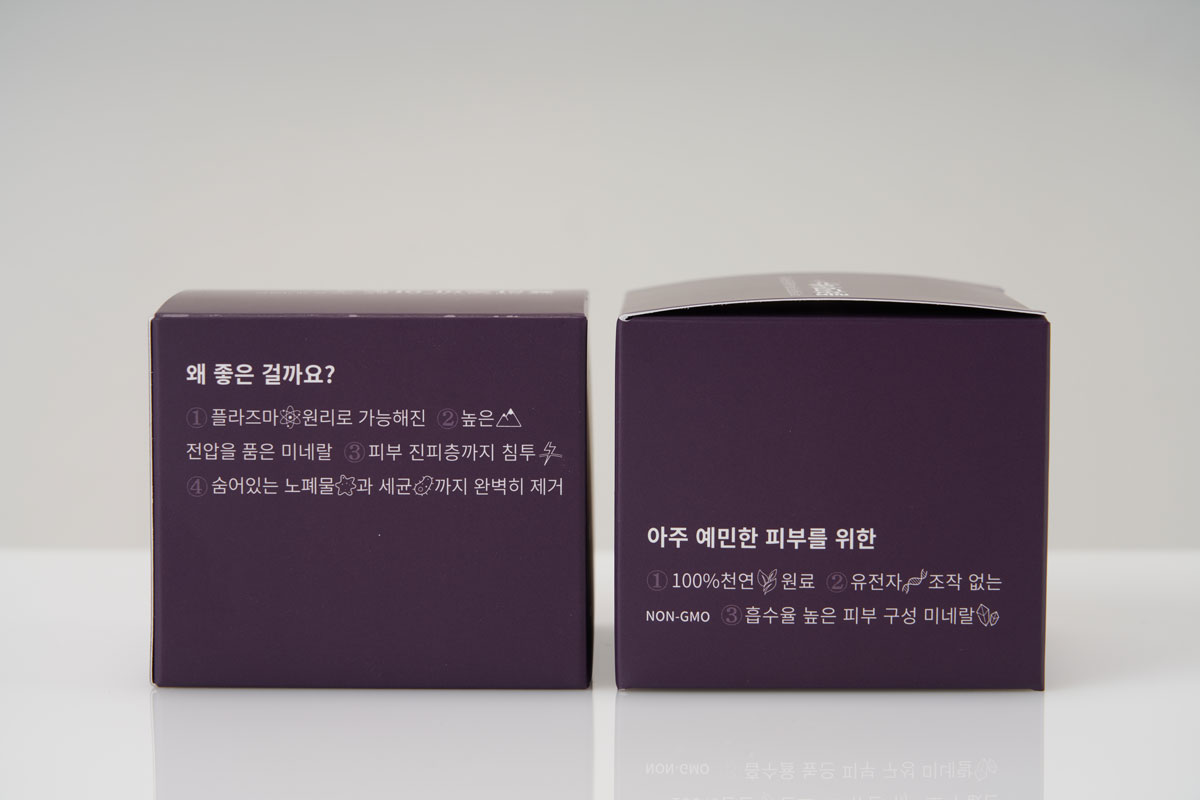 왜 좋은 걸까요?
① 플라즈마 원리로 가능해진 ② 높은
전압을 품은 미네랄 ③ 피부 진피층까지 침투
④ 숨어있는 노폐물과 세균까지 완벽히 제거
아주 예민한 피부를 위한
① 100%천연 원료 ② 유전자 조작 없는
NON-GMO ③ 흡수율 높은 피부 구성 미네랄